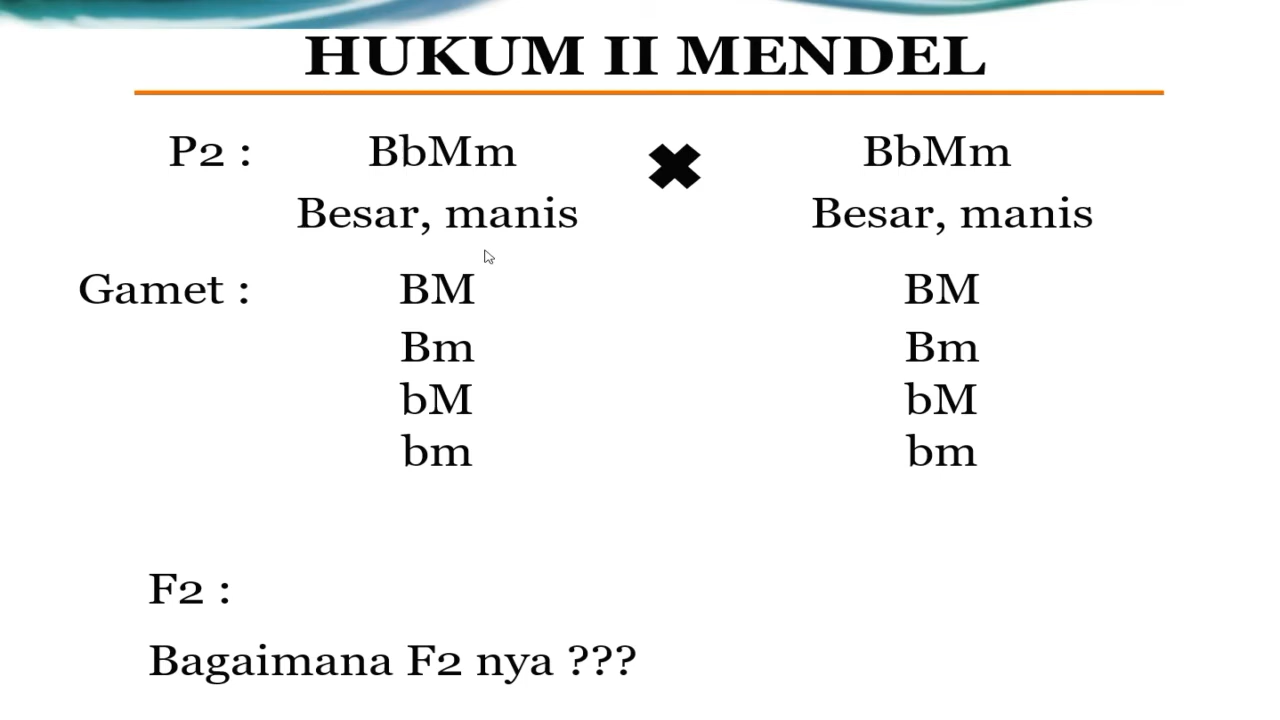 HUKUM II MENDEL
P2 : BbMm ✖ BbMm
Besar, manis Besar, manis
Gamet : BM BM
Bm Bm
bM bM
bm bm
F2 :
Bagaimana F2 nya ???